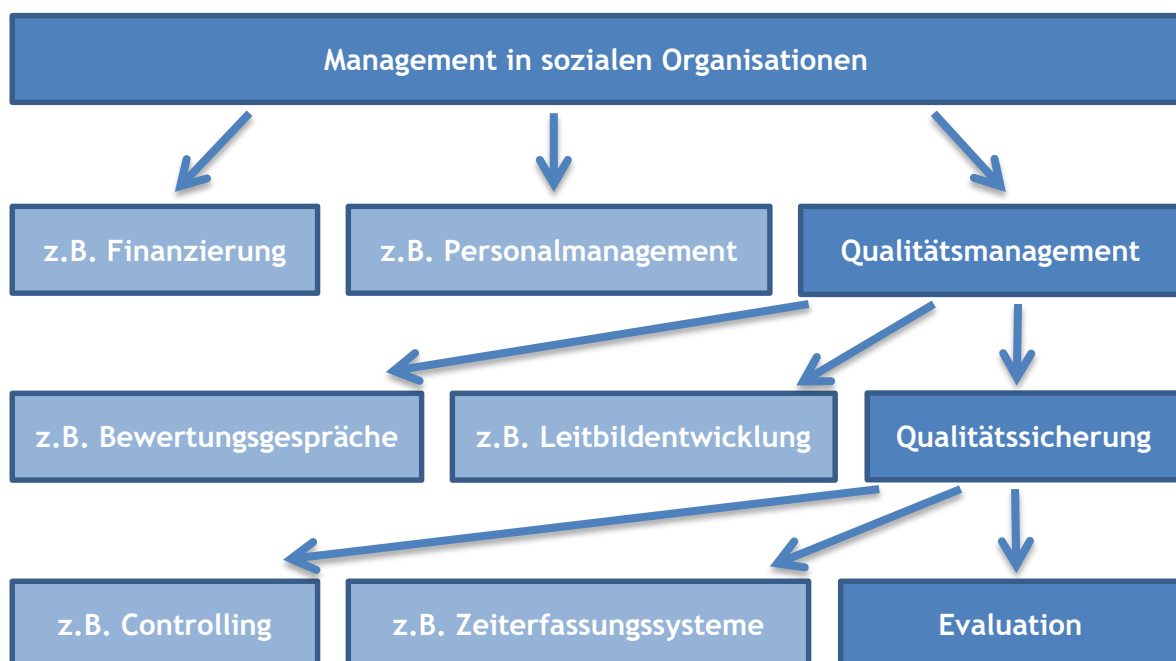 Management in sozialen Organisationen
z.B. Finanzierung
z.B. Personalmanagement
Qualitätsmanagement
z.B. Bewertungsgespräche
z.B. Leitbildentwicklung
Qualitätssicherung
z.B. Controlling
z.B. Zeiterfassungssysteme
Evaluation